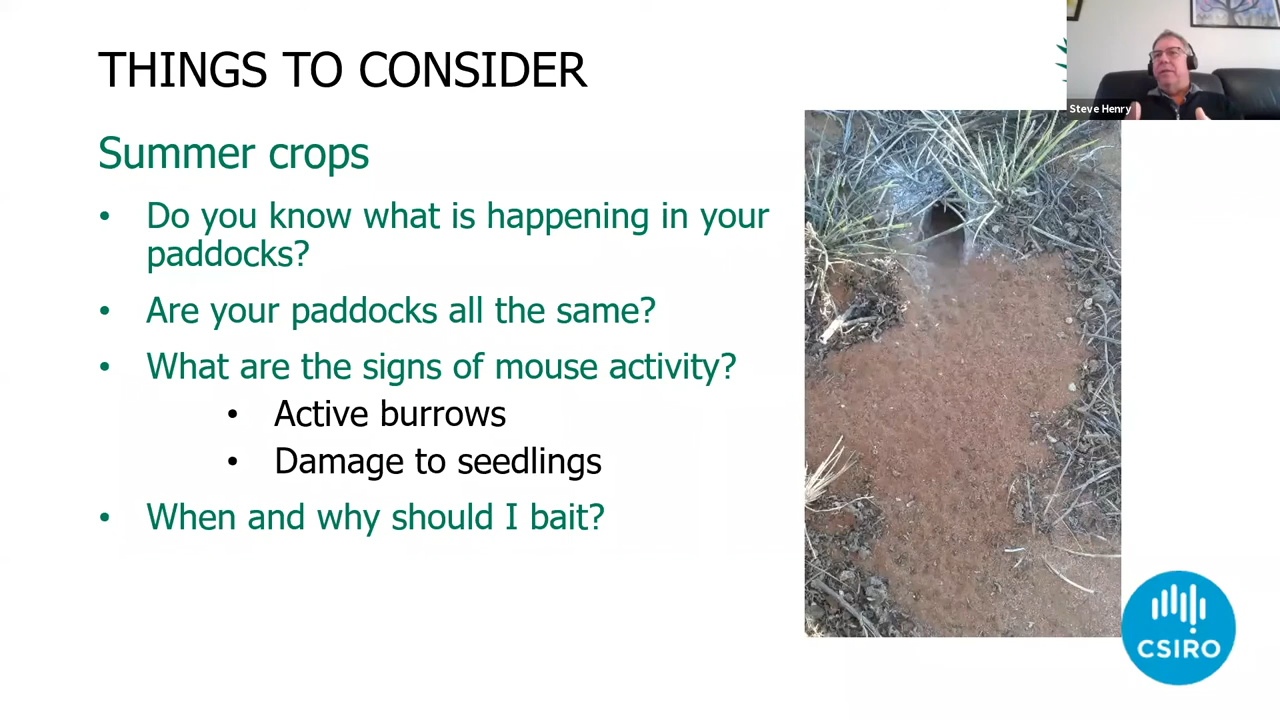 THINGS TO CONSIDER
Steve Henry
Summer crops
• Do you know what is happening in your
paddocks?
• Are your paddocks all the same?
• What are the signs of mouse activity?
• Active burrows
• Damage to seedlings
• When and why should I bait?
CSIRO